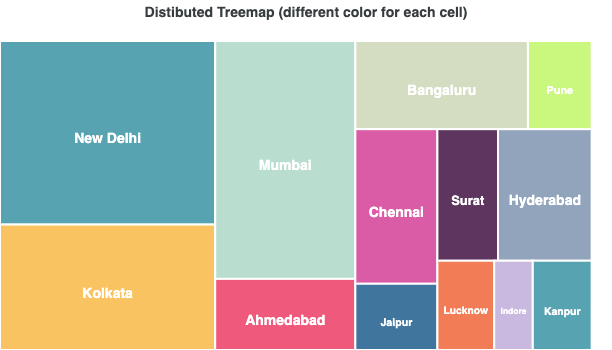 Distibuted Treemap (different color for each cell)
New Delhi
Mumbai
Bangaluru
Pune
Chennai
Surat
Hyderabad
Kolkata
Ahmedabad
Jaipur
Lucknow
Indore
Kanpur